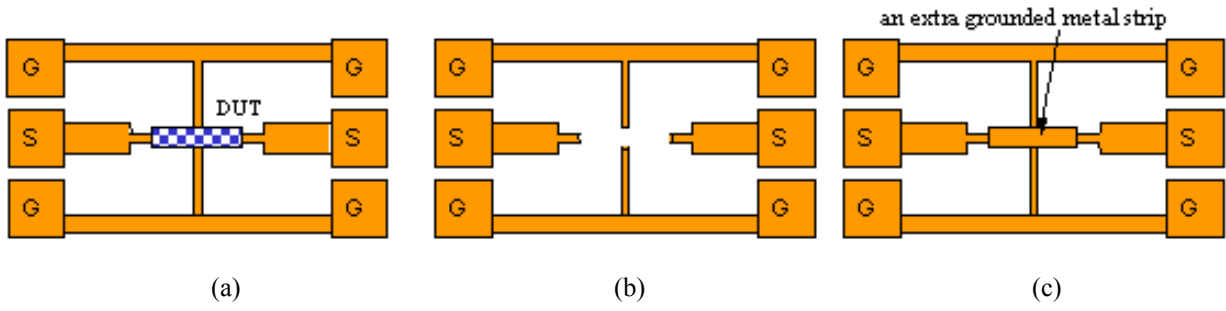 an extra grounded metal strip
G G G G G G
DUT
S S S S S S
G G G G G G
(a) (b) (c)